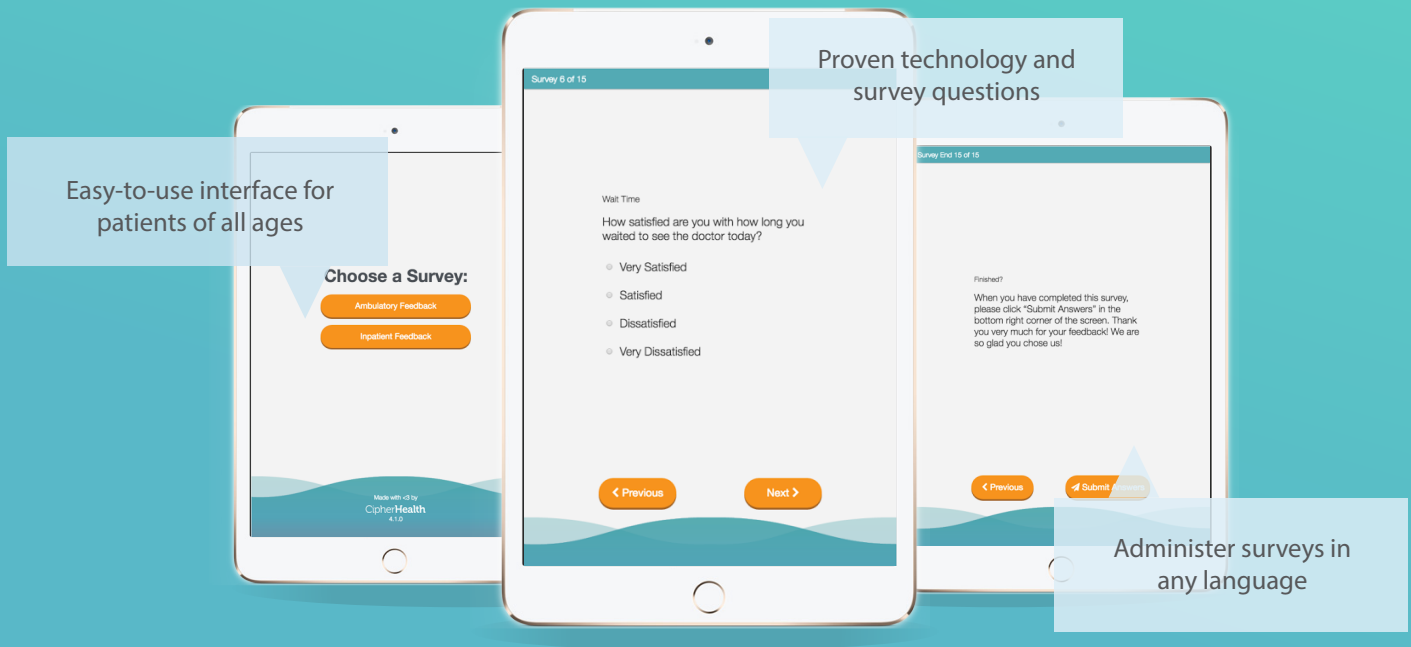 Easy-to-use interface for
patients of all ages
Choose a Survey:
Ambulatory Feedback
Inpatient Feedback
Made with <3 by
CipherHealth
4.1.0
Proven technology and
survey questions
Survey 6 of 15
Wait Time
How satisfied are you with how long you
waited to see the doctor today?
Very Satisfied
Satisfied
Dissatisfied
Very Dissatisfied
Previous
Next
Survey End 15 of 15
Finished?
When you have completed this survey,
please click “Submit Answers” in the
bottom right corner of the screen. Thank
you very much for your feedback! We are
so glad you chose us!
Previous
Submit Answers
Administer surveys in
any language